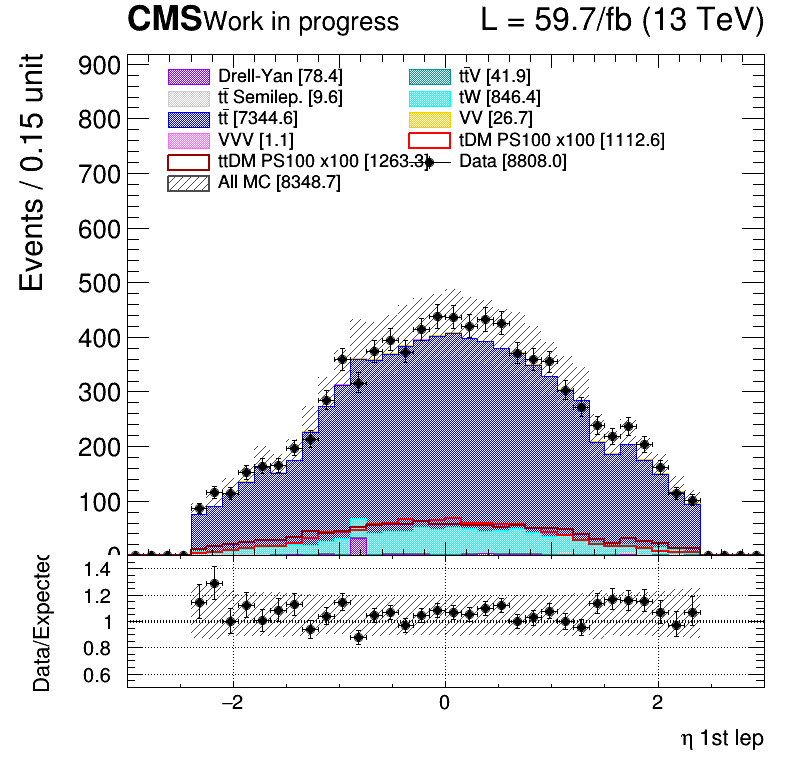 CMS Work in progress L = 59.7/fb (13 TeV)
Events / 0.15 unit
900
800
700
600
500
400
300
200
100
0
Drell-Yan [78.4] tt̄V [41.9]
tt̄ Semilep. [9.6] tW [846.4]
tt̄ [7344.6] VV [26.7]
VVV [1.1] tDM PS100 x100 [1112.6]
ttDM PS100 x100 [1263.3] Data [8808.0]
All MC [8348.7]
Data/Expected
1.4
1.2
1
0.8
0.6
−2 0 2
η 1st lep